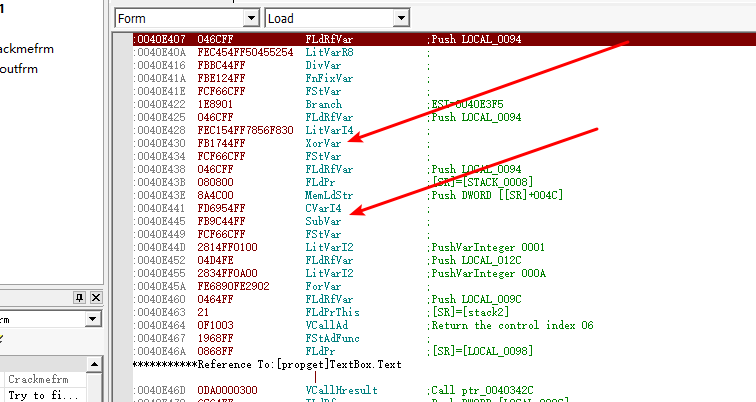 1
Form
Load
ackmefrm
outfrm
:0040E407 046CFF FLdRfVar ;Push LOCAL_0094
:0040E40A FEC454FF50455254 LitVarR8 ;
:0040E416 FBBC44FF DivVar ;
:0040E41A FBE124FF FnFixVar ;
:0040E41E FCF66CFF FStVar ;
:0040E422 1E8901 Branch ;ESI=0040E3F5
:0040E425 046CFF FLdRfVar ;Push LOCAL_0094
:0040E428 FEC154FF7856F830 LitVarI4 ;
:0040E430 FB1744FF XorVar ;
:0040E434 FCF66CFF FStVar ;
:0040E438 046CFF FLdRfVar ;Push LOCAL_0094
:0040E43B 080800 FLdPr ;[SR]=[STACK_0008]
:0040E43E 8A4C00 MemLdStr ;Push DWORD [[SR]+004C]
:0040E441 FD6954FF CVarI4 ;
:0040E445 FB9C44FF SubVar ;
:0040E449 FCF66CFF FStVar ;
:0040E44D 2814FF0100 LitVarI2 ;PushVarInteger 0001
:0040E452 04D4FE FLdRfVar ;Push LOCAL_012C
:0040E455 2834FF0A00 LitVarI2 ;PushVarInteger 000A
:0040E45A FE6890FE2902 ForVar ;
:0040E460 0464FF FLdRfVar ;Push LOCAL_009C
:0040E463 21 FLdPrThis ;[SR]=[stack2]
:0040E464 0F1003 VCallAd ;Return the control index 06
:0040E467 1968FF FStAdFunc ;
:0040E46A 0868FF FLdPr ;[SR]=[LOCAL_0098]
***********Reference To:[propget]TextBox.Text
|
:0040E46D 0DA0000300 VCallHresult ;Call ptr_0040342C
rm
Crackmefrm
Try to fi...